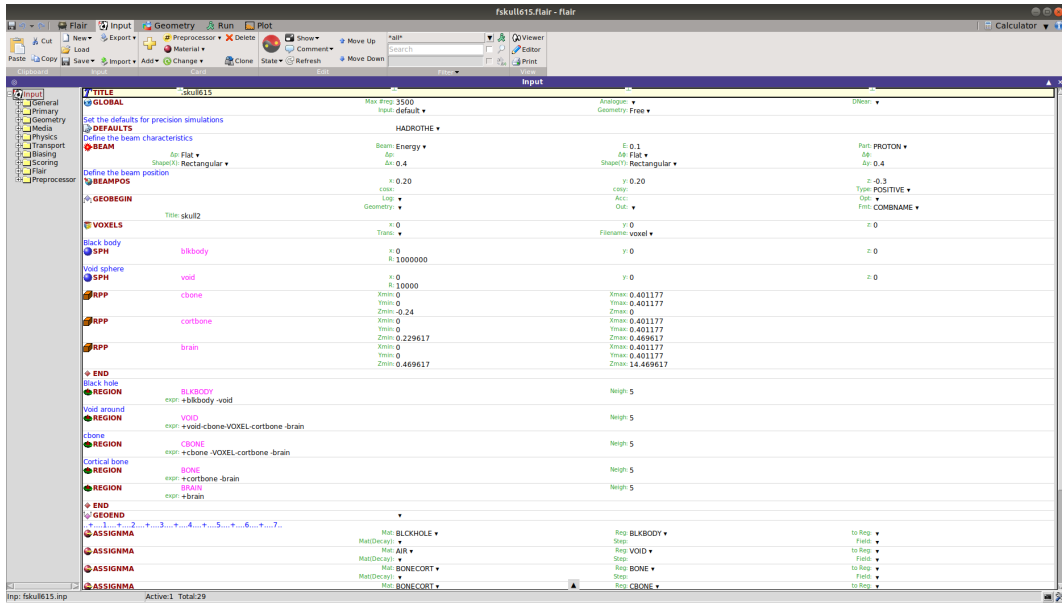 fskull615.flair - flair
Flair Input Geometry Run Plot Calculator
Paste Cut Copy New Load Save Export Import Add Preprocessor Material Change Delete Clone State Show Comment Refresh Move Up Move Down *all* Search Viewer Editor Print
Clipboard Input Card Edit Filter View
Input
Input
General
Primary
Geometry
Media
Physics
Transport
Biasing
Scoring
Flair
Preprocessor
TITLE .skull615
GLOBAL Max #reg: 3500 Analogue: DNear:
Input: default Geometry: Free
Set the defaults for precision simulations
DEFAULTS HADROTHE
Define the beam characteristics
BEAM Beam: Energy E: 0.1 Part: PROTON
Δp: Flat Δp: Δϕ: Flat Δϕ:
Shape(X): Rectangular Δx: 0.4 Shape(Y): Rectangular Δy: 0.4
Define the beam position
BEAMPOS x: 0.20 y: 0.20 z: -0.3
cosx: cosy: Type: POSITIVE
GEOBEGIN Log: Acc: Opt:
Geometry: Out: Fmt: COMBNAME
Title: skull2
VOXELS x: 0 y: 0 z: 0
Trans: Filename: voxel
Black body
SPH blkbody x: 0 y: 0 z: 0
R: 1000000
Void sphere
SPH void x: 0 y: 0 z: 0
R: 10000
RPP cbone Xmin: 0 Xmax: 0.401177
Ymin: 0 Ymax: 0.401177
Zmin: -0.24 Zmax: 0
RPP cortbone Xmin: 0 Xmax: 0.401177
Ymin: 0 Ymax: 0.401177
Zmin: 0.229617 Zmax: 0.469617
RPP brain Xmin: 0 Xmax: 0.401177
Ymin: 0 Ymax: 0.401177
Zmin: 0.469617 Zmax: 14.469617
END
Black hole
REGION BLKBODY Neigh: 5
expr: +blkbody -void
Void around
REGION VOID Neigh: 5
expr: +void-cbone-VOXEL-cortbone -brain
cbone
REGION CBONE Neigh: 5
expr: +cbone -VOXEL-cortbone -brain
Cortical bone
REGION BONE Neigh: 5
expr: +cortbone -brain
REGION BRAIN Neigh: 5
expr: +brain
END
GEOEND
..+....1....+....2....+....3....+....4....+....5....+....6....+....7..
ASSIGNMA Mat: BLCKHOLE Reg: BLKBODY to Reg:
Mat(Decay): Step: Field:
ASSIGNMA Mat: AIR Reg: VOID to Reg:
Mat(Decay): Step: Field:
ASSIGNMA Mat: BONECORT Reg: BONE to Reg:
Mat(Decay): Step: Field:
ASSIGNMA Mat: BONECORT Reg: CBONE to Reg:
Inp: fskull615.inp Active:1 Total:29